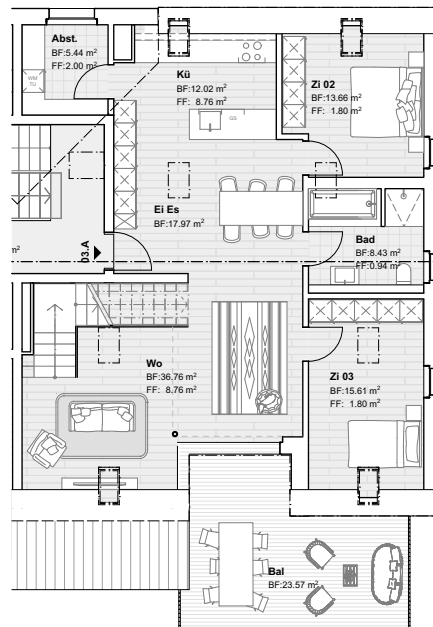 Abst.
BF:5.44 m²
FF:2.00 m²
WM
TU
Kü
BF:12.02 m²
FF: 8.76 m²
GS
Zi 02
BF:13.66 m²
FF: 1.80 m²
Ei Es
BF:17.97 m²
m²
03.A
Bad
BF:8.43 m²
FF:0.94 m²
Wo
BF:36.76 m²
FF: 8.76 m²
Zi 03
BF:15.61 m²
FF: 1.80 m²
Bal
BF:23.57 m²